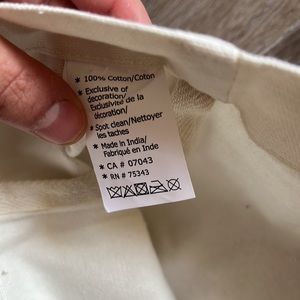 * 100% Cotton/Coton
* Exclusive of
decoration/
Exclusivité de la
décoration/
* Spot clean/Nettoyer
les taches
* Made in India/
Fabriqué en Inde
* CA # 07043
* RN # 75343